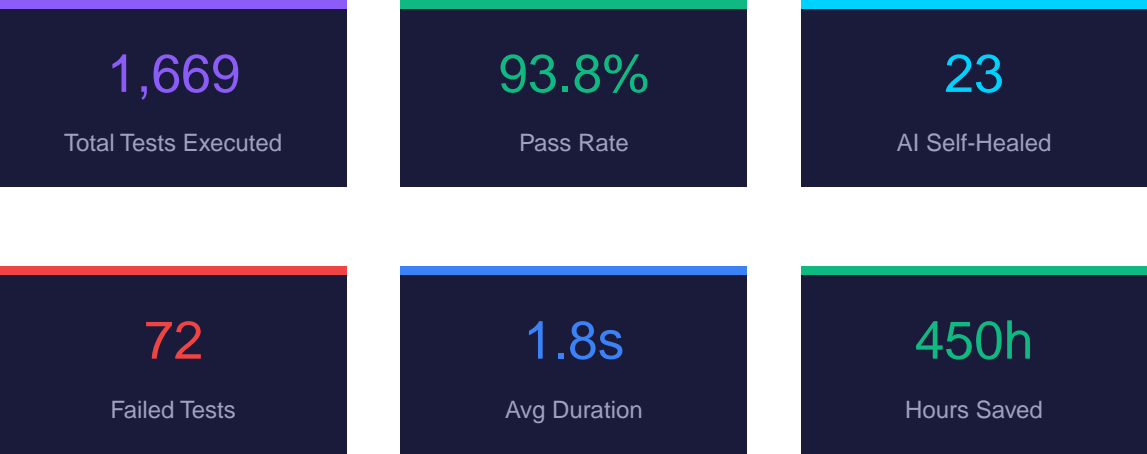 1,669
Total Tests Executed
93.8%
Pass Rate
23
AI Self-Healed
72
Failed Tests
1.8s
Avg Duration
450h
Hours Saved